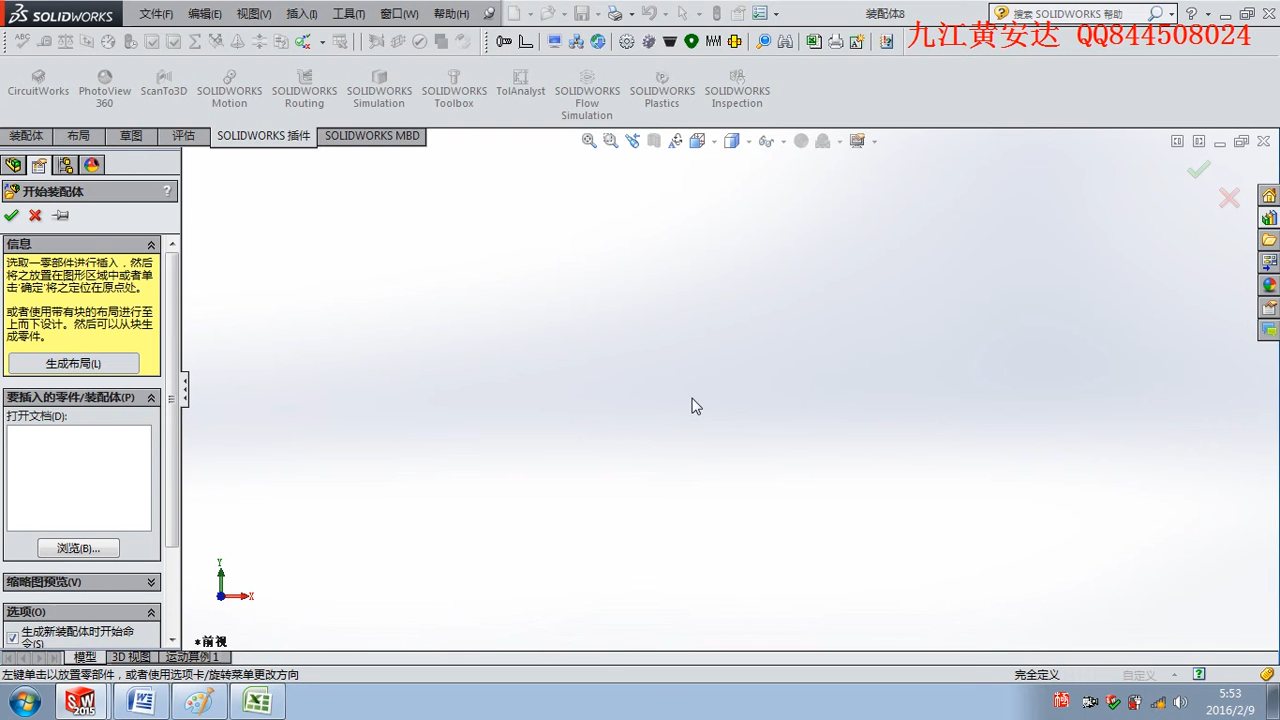 SOLIDWORKS
文件(F) 编辑(E) 视图(V) 插入(I) 工具(T) 窗口(W) 帮助(H)
装配体8
搜索 SOLIDWORKS 帮助
九江黄安达 QQ844508024
CircuitWorks
PhotoView
360
ScanTo3D
SOLIDWORKS
Motion
SOLIDWORKS
Routing
SOLIDWORKS
Simulation
SOLIDWORKS
Toolbox
TolAnalyst
SOLIDWORKS
Flow
Simulation
SOLIDWORKS
Plastics
SOLIDWORKS
Inspection
装配体 布局 草图 评估 SOLIDWORKS 插件 SOLIDWORKS MBD
开始装配体
?
信息
选取一零部件进行插入，然后
将之放置在图形区域中或者单
击‘确定’将之定位在原点处。
或者使用带有块的布局进行至
上而下设计。然后可以从块生
成零件。
生成布局(L)
要插入的零件/装配体(P)
打开文档(D):
浏览(B)...
缩略图预览(V)
选项(O)
生成新装配体时开始命
令(S)
Y
X
*前视
模型 3D 视图 运动算例 1
左键单击以放置零部件，或者使用选项卡/旋转菜单更改方向
完全定义
自定义
5:53
2016/2/9